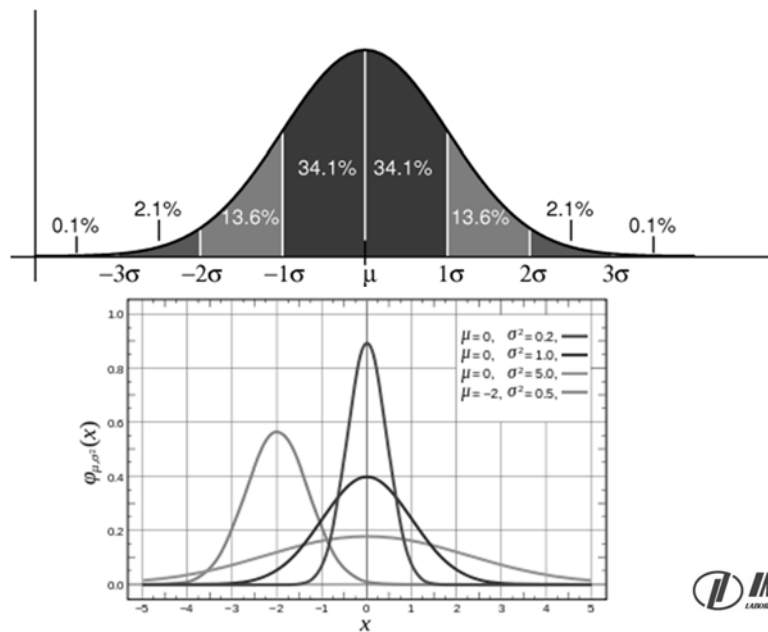 34.1% 34.1%
13.6% 13.6%
2.1% 2.1%
0.1% 0.1%
−3σ −2σ −1σ μ 1σ 2σ 3σ
1.0
0.8
0.6
0.4
0.2
0.0
φμ,σ²(x)
μ=0, σ²=0.2,
μ=0, σ²=1.0,
μ=0, σ²=5.0,
μ=−2, σ²=0.5,
−5 −4 −3 −2 −1 0 1 2 3 4 5
x